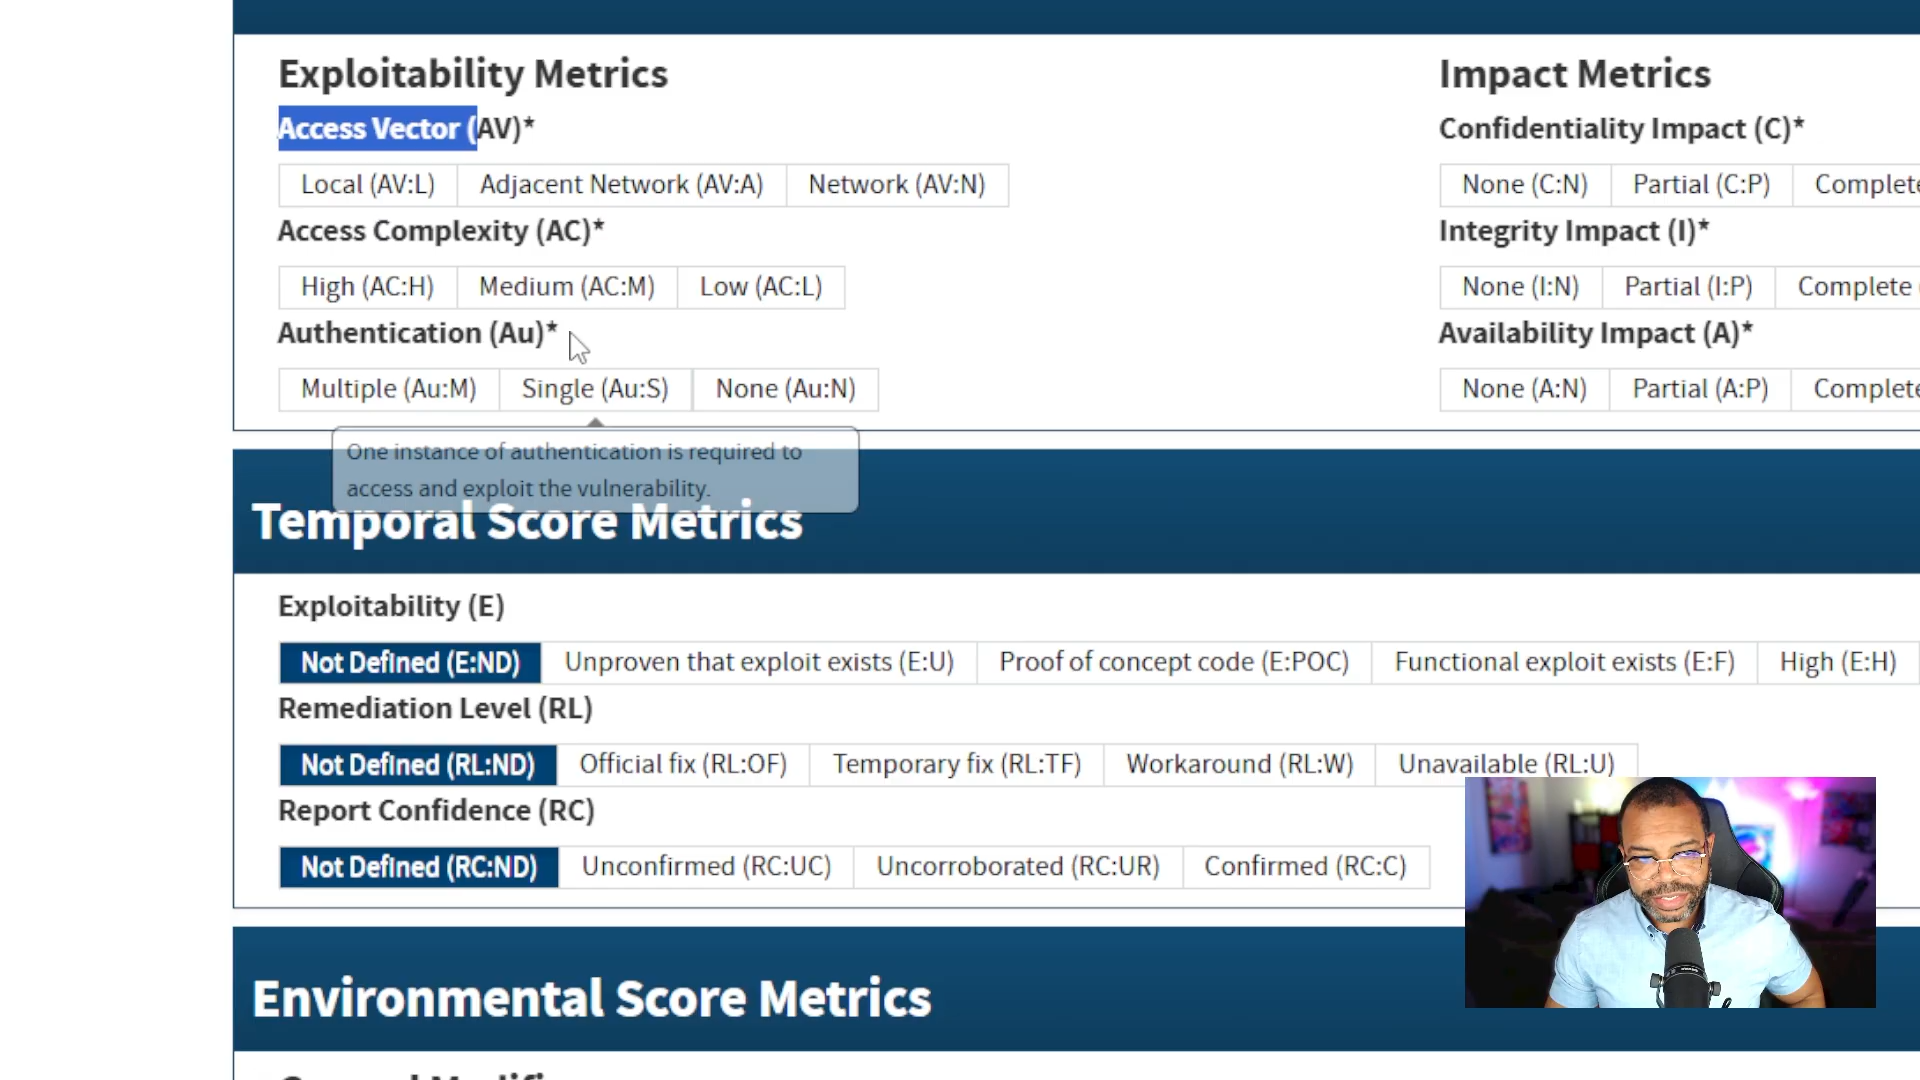 Exploitability Metrics
Access Vector (AV)*
Local (AV:L) Adjacent Network (AV:A) Network (AV:N)
Access Complexity (AC)*
High (AC:H) Medium (AC:M) Low (AC:L)
Authentication (Au)*
Multiple (Au:M) Single (Au:S) None (Au:N)
One instance of authentication is required to
access and exploit the vulnerability.
Impact Metrics
Confidentiality Impact (C)*
None (C:N) Partial (C:P) Complete
Integrity Impact (I)*
None (I:N) Partial (I:P) Complete (
Availability Impact (A)*
None (A:N) Partial (A:P) Complete
Temporal Score Metrics
Exploitability (E)
Not Defined (E:ND) Unproven that exploit exists (E:U) Proof of concept code (E:POC) Functional exploit exists (E:F) High (E:H)
Remediation Level (RL)
Not Defined (RL:ND) Official fix (RL:OF) Temporary fix (RL:TF) Workaround (RL:W) Unavailable (RL:U)
Report Confidence (RC)
Not Defined (RC:ND) Unconfirmed (RC:UC) Uncorroborated (RC:UR) Confirmed (RC:C)
Environmental Score Metrics